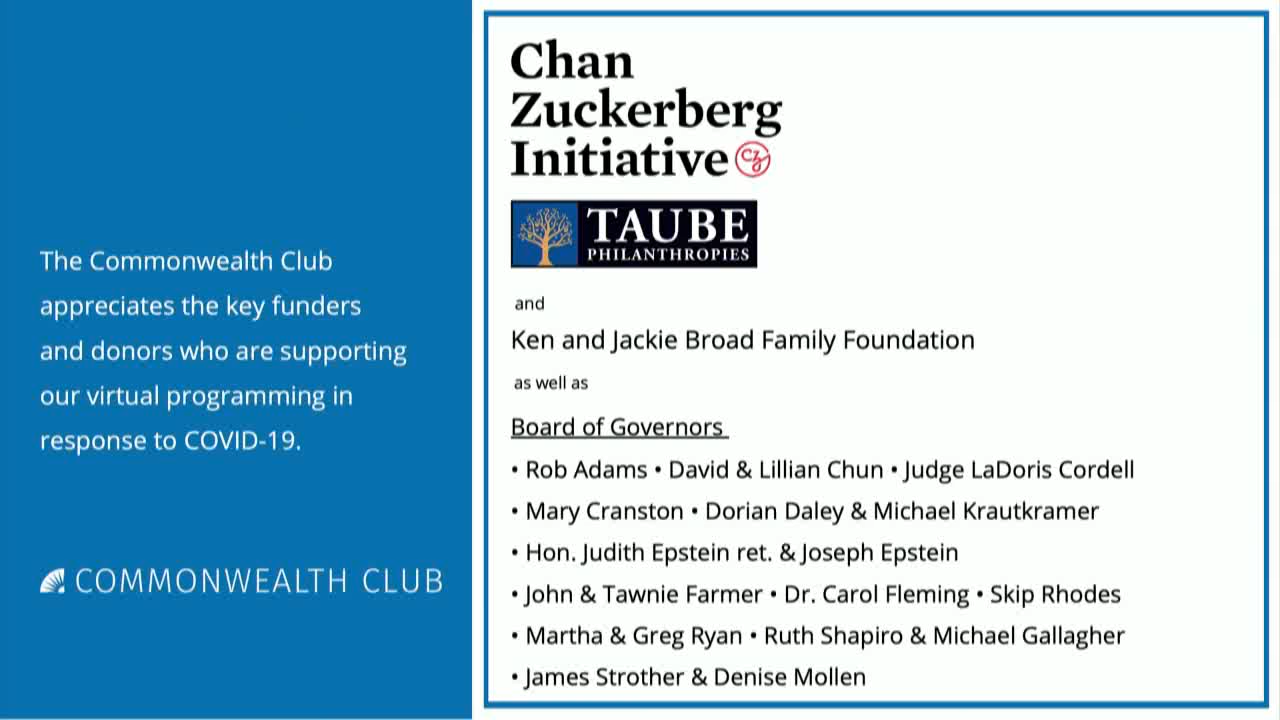 The Commonwealth Club
appreciates the key funders
and donors who are supporting
our virtual programming in
response to COVID-19.
COMMONWEALTH CLUB
Chan
Zuckerberg
Initiative
CZI
TAUBE
PHILANTHROPIES
and
Ken and Jackie Broad Family Foundation
as well as
Board of Governors
• Rob Adams • David & Lillian Chun • Judge LaDoris Cordell
• Mary Cranston • Dorian Daley & Michael Krautkramer
• Hon. Judith Epstein ret. & Joseph Epstein
• John & Tawnie Farmer • Dr. Carol Fleming • Skip Rhodes
• Martha & Greg Ryan • Ruth Shapiro & Michael Gallagher
• James Strother & Denise Mollen